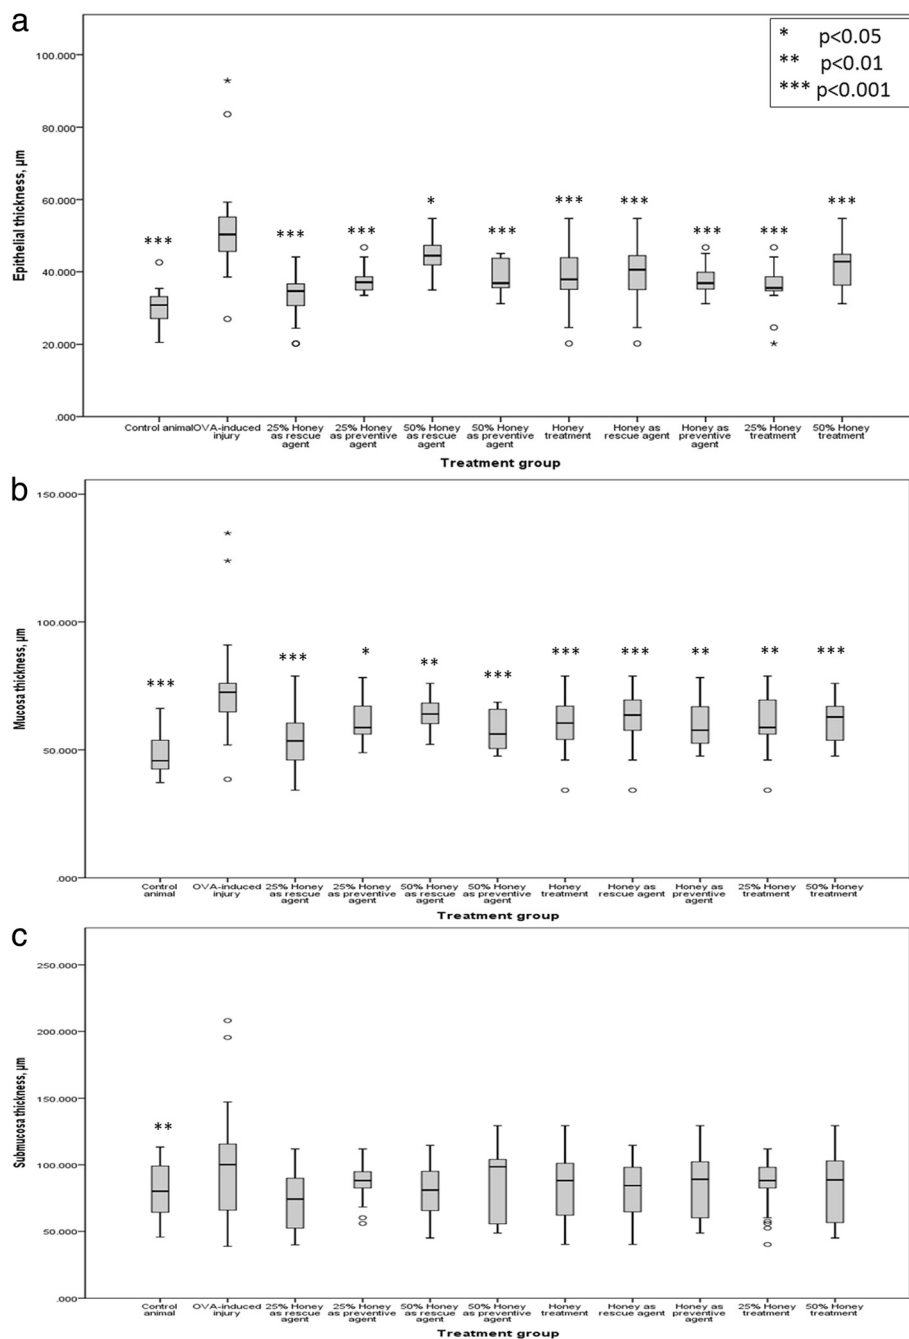 a
* p<0.05
** p<0.01
*** p<0.001
Epithelial thickness, µm
100.000
80.000
60.000
40.000
20.000
.000
*
***
***
***
*
***
***
***
***
***
***
*
Control animal
OVA-induced injury
25% Honey as rescue agent
25% Honey as preventive agent
50% Honey as rescue agent
50% Honey as preventive agent
Honey treatment
Honey as rescue agent
Honey as preventive agent
25% Honey treatment
50% Honey treatment
Treatment group
b
Mucosa thickness, µm
150.000
100.000
50.000
.000
*
*
***
***
*
**
***
***
***
**
**
***
Control animal
OVA-induced injury
25% Honey as rescue agent
25% Honey as preventive agent
50% Honey as rescue agent
50% Honey as preventive agent
Honey treatment
Honey as rescue agent
Honey as preventive agent
25% Honey treatment
50% Honey treatment
Treatment group
c
Submucosa thickness, µm
250.000
200.000
150.000
100.000
50.000
.000
**
Control animal
OVA-induced injury
25% Honey as rescue agent
25% Honey as preventive agent
50% Honey as rescue agent
50% Honey as preventive agent
Honey treatment
Honey as rescue agent
Honey as preventive agent
25% Honey treatment
50% Honey treatment
Treatment group